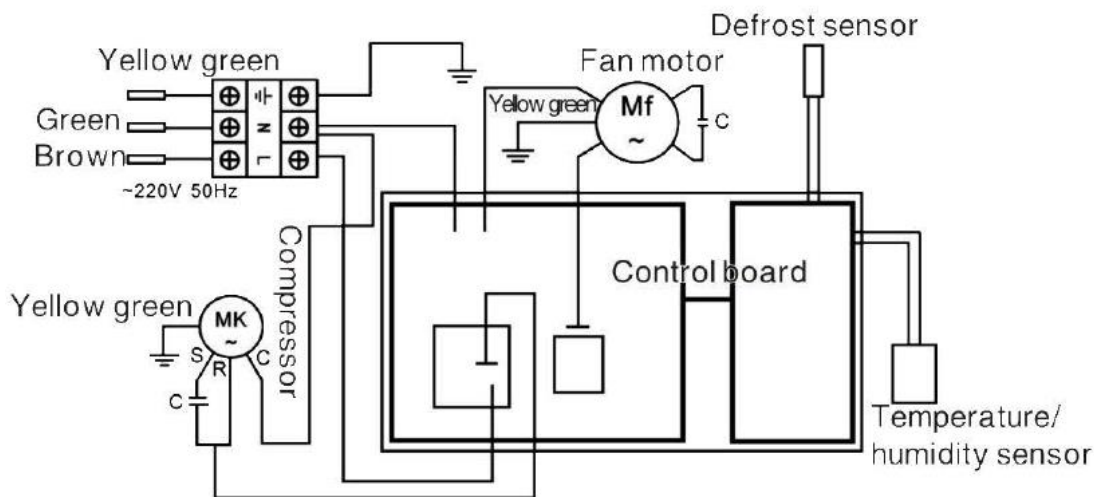 Defrost sensor
Yellow green
Fan motor
Yellow green
Mf
~
C
Green
N
Brown
L
~220V 50Hz
Compressor
Control board
Yellow green
MK
~
S
R
C
C
Temperature/
humidity sensor